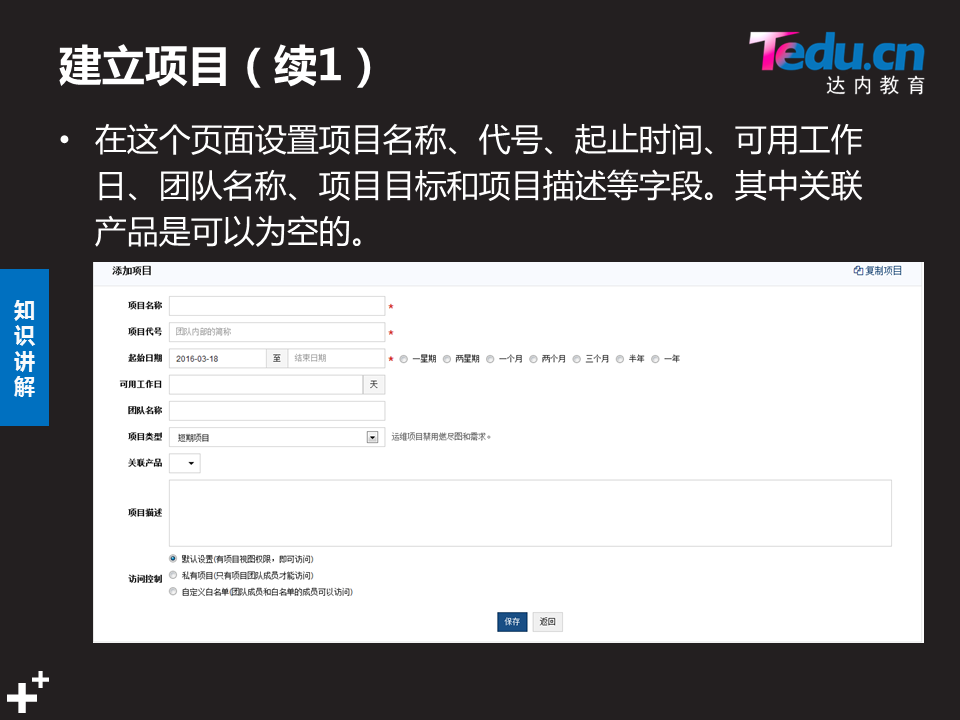 建立项目（续1）
Tedu.cn
达内教育
• 在这个页面设置项目名称、代号、起止时间、可用工作
日、团队名称、项目目标和项目描述等字段。其中关联
产品是可以为空的。
知识讲解
添加项目 复制项目
项目名称 *
项目代号 团队内部的简称 *
起始日期 2016-03-18 至 结束日期 * 一星期 两星期 一个月 两个月 三个月 半年 一年
可用工作日 天
团队名称
项目类型 短期项目 运维项目禁用燃尽图和需求。
关联产品
项目描述
默认设置(有项目视图权限，即可访问)
访问控制 私有项目(只有项目团队成员才能访问)
自定义白名单(团队成员和白名单的成员可以访问)
保存 返回